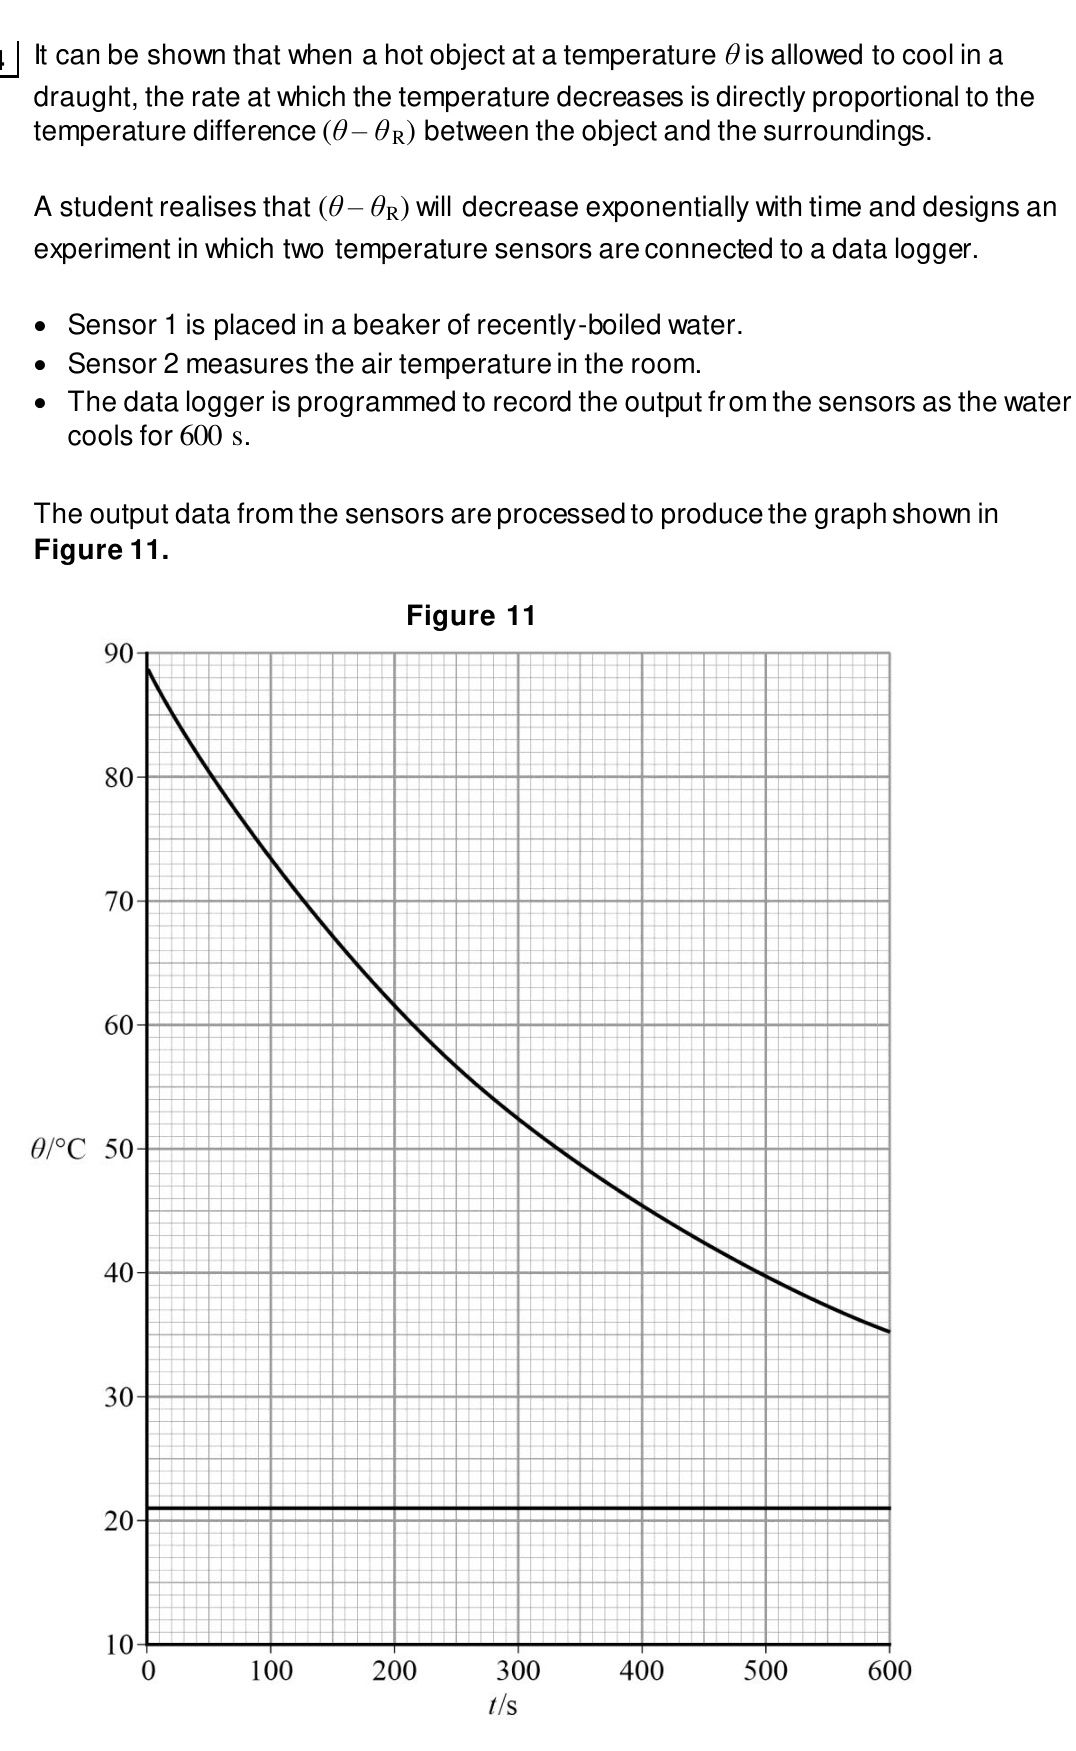 It can be shown that when a hot object at a temperature θ is allowed to cool in a
draught, the rate at which the temperature decreases is directly proportional to the
temperature difference (θ – θR) between the object and the surroundings.
A student realises that (θ – θR) will decrease exponentially with time and designs an
experiment in which two temperature sensors are connected to a data logger.
• Sensor 1 is placed in a beaker of recently-boiled water.
• Sensor 2 measures the air temperature in the room.
• The data logger is programmed to record the output from the sensors as the water
cools for 600 s.
The output data from the sensors are processed to produce the graph shown in
Figure 11.
Figure 11
90
80
70
60
θ/°C 50
40
30
20
10
0 100 200 300 400 500 600
t/s